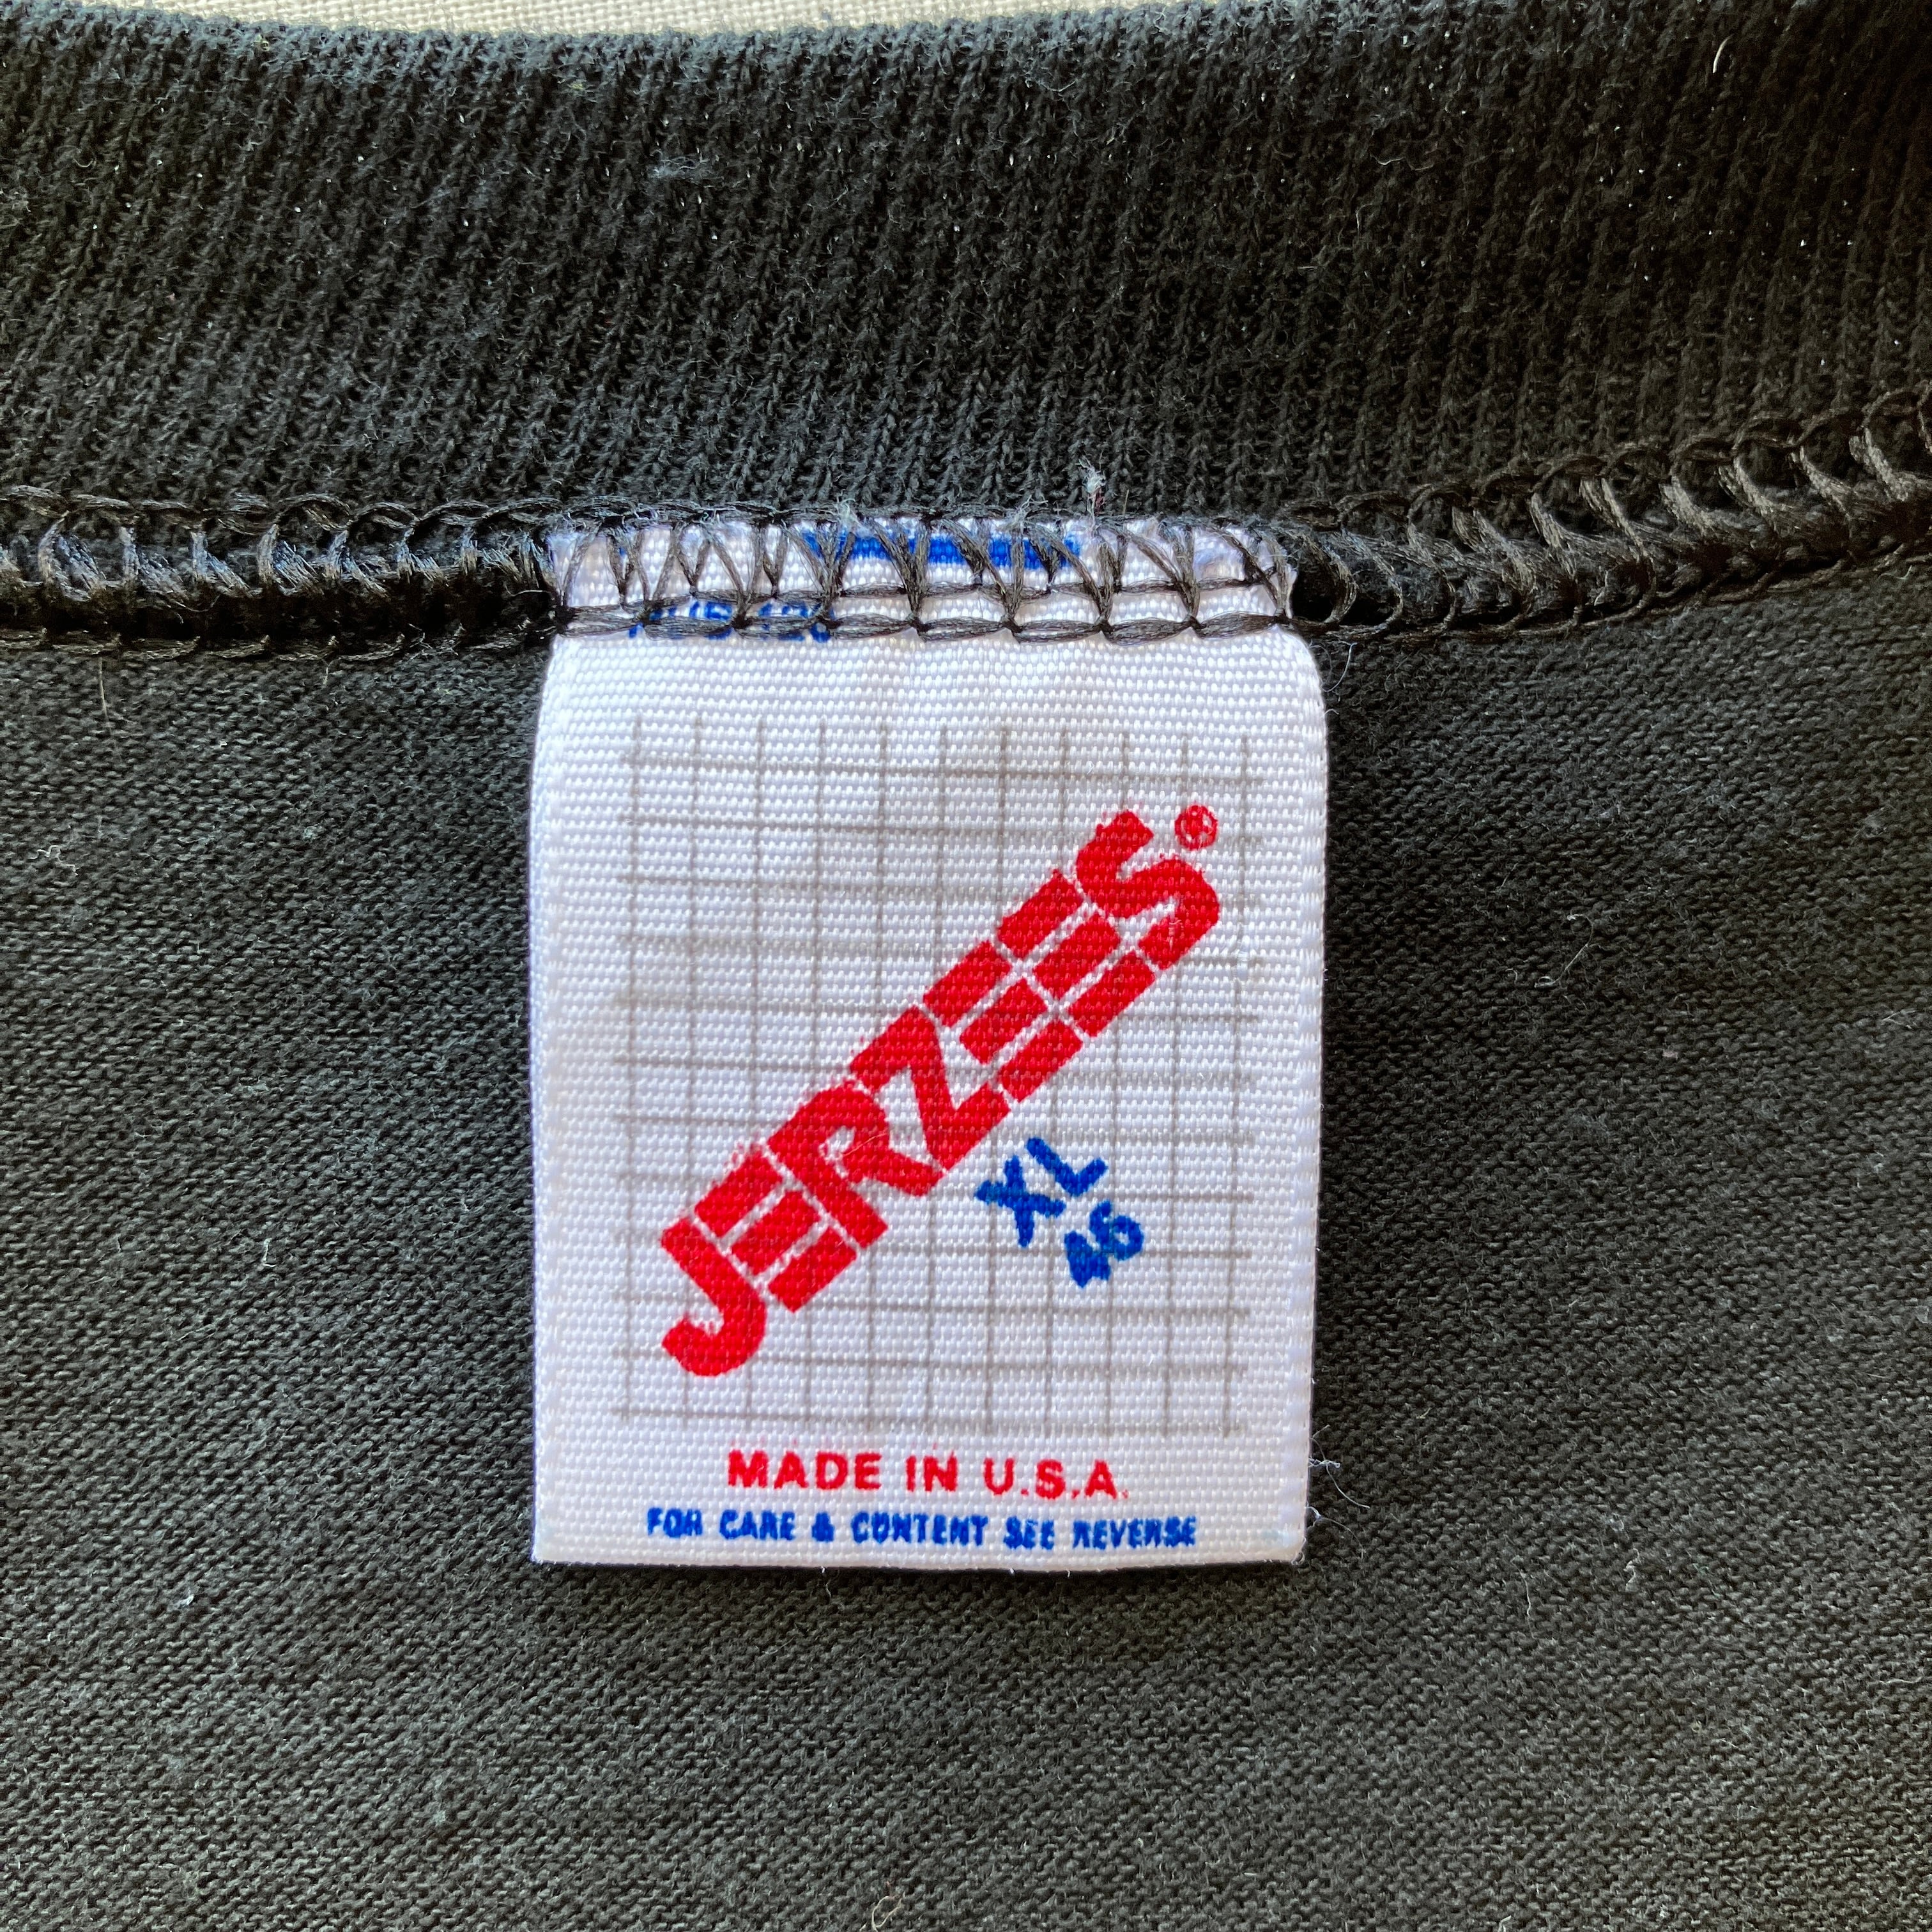 JERZEES®
XL
46
MADE IN U.S.A.
FOR CARE & CONTENT SEE REVERSE